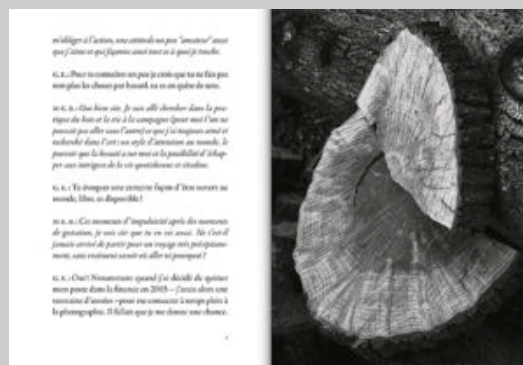 m'obliger à l'action, une attitude un peu "amateur" aussi
que j'aime et qui façonne aussi tout ce à quoi je touche.
G. E. : Pour te connaître un peu je crois que tu ne fais pas
non plus les choses par hasard, tu es en quête de sens.
: Oui bien sûr. Je suis allé chercher dans la pra-
tique du bois et la vie à la campagne (pour moi l'un ne
pouvait pas aller sans l'autre) ce que j'ai toujours aimé et
recherché dans l'art : un style d'attention au monde, le
pouvoir que la beauté a sur moi et la possibilité d'échap-
per aux intrigues de la vie quotidienne et citadine.
G. E. : Tu évoques une certaine façon d'être ouvert au
monde, libre, et disponible ?
: Ces moments d'impulsivité après des moments
de gestation, je sais sûr que tu en vis aussi. Ne t'est-il
jamais arrivé de partir pour un voyage très précipitam-
ment, sans vraiment savoir où aller ni pourquoi ?
G. E. : Oui ! Notamment quand j'ai décidé de quitter
mon poste dans la finance en 2003 – j'avais alors une
trentaine d'années – pour me consacrer à temps plein à
la photographie. Il fallait que je me donne une chance.